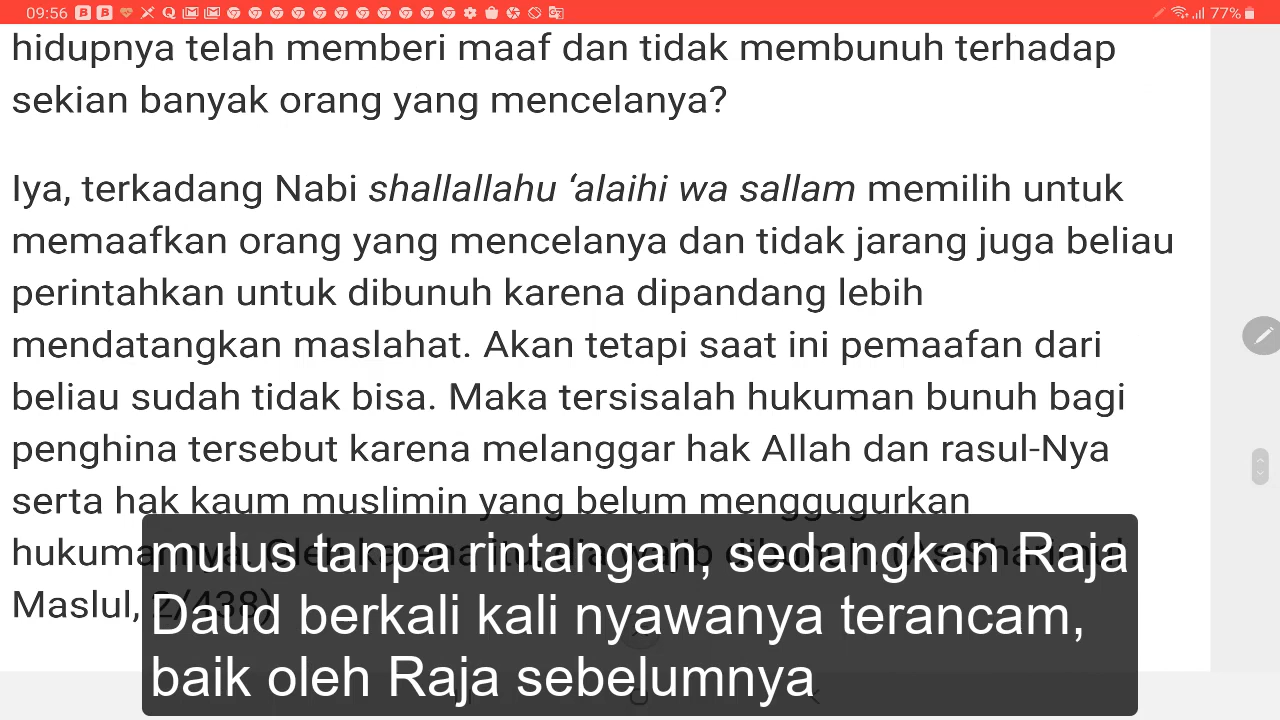 09:56
77%
hidupnya telah memberi maaf dan tidak membunuh terhadap
sekian banyak orang yang mencelanya?
Iya, terkadang Nabi shallallahu ‘alaihi wa sallam memilih untuk
memaafkan orang yang mencelanya dan tidak jarang juga beliau
perintahkan untuk dibunuh karena dipandang lebih
mendatangkan maslahat. Akan tetapi saat ini pemaafan dari
beliau sudah tidak bisa. Maka tersisalah hukuman bunuh bagi
penghina tersebut karena melanggar hak Allah dan rasul-Nya
serta hak kaum muslimin yang belum menggugurkan
Maslul, 2/438)
mulus tanpa rintangan, sedangkan Raja
Daud berkali kali nyawanya terancam,
baik oleh Raja sebelumnya